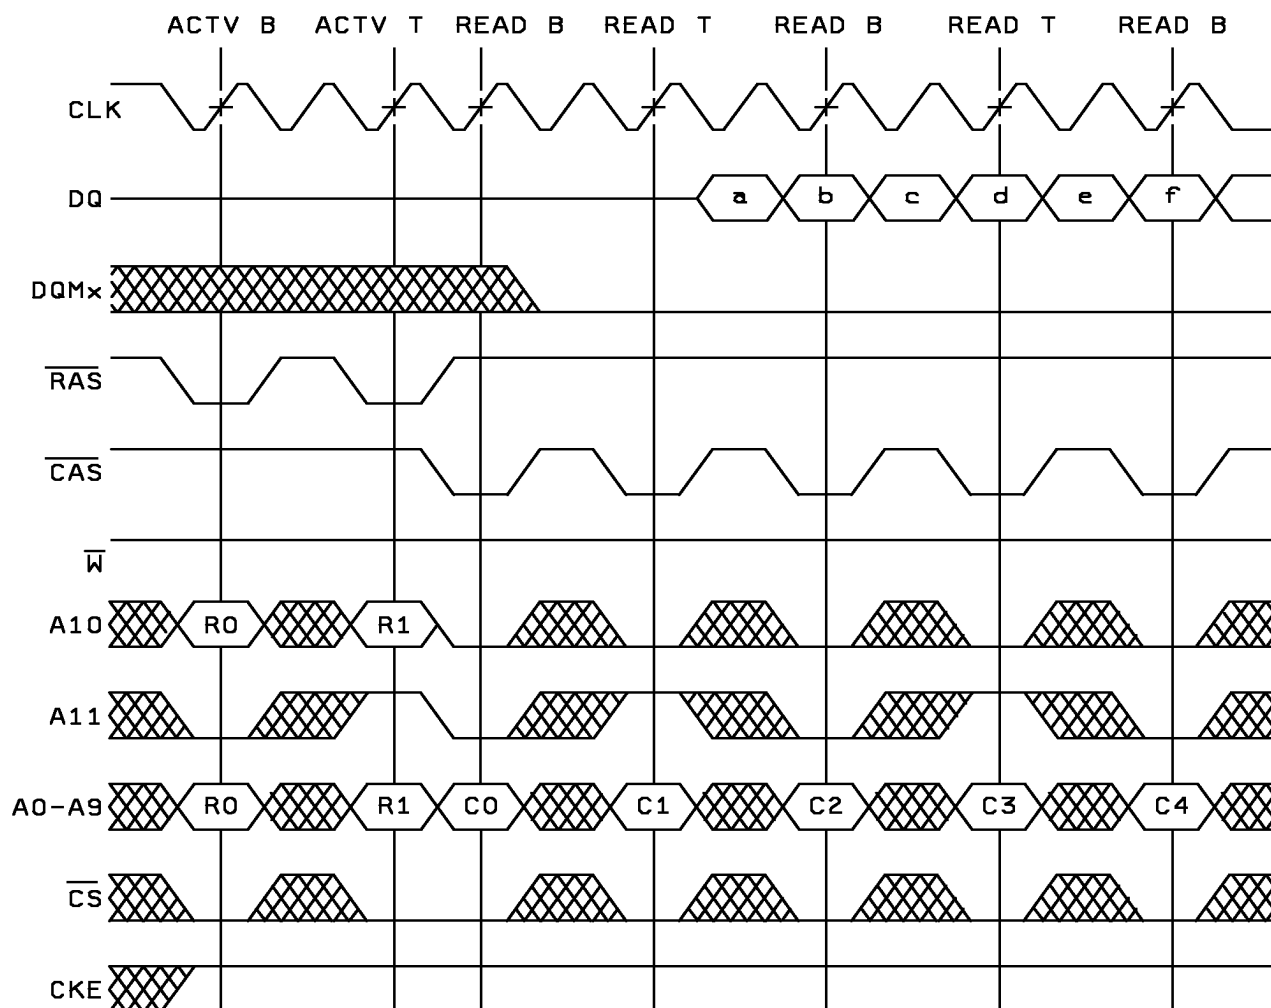 ACTV B ACTV T READ B READ T READ B READ T READ B
CLK
DQ a b c d e f
DQMx
RAS
CAS
W
A10 R0 R1
A11
A0-A9 R0 R1 C0 C1 C2 C3 C4
CS
CKE